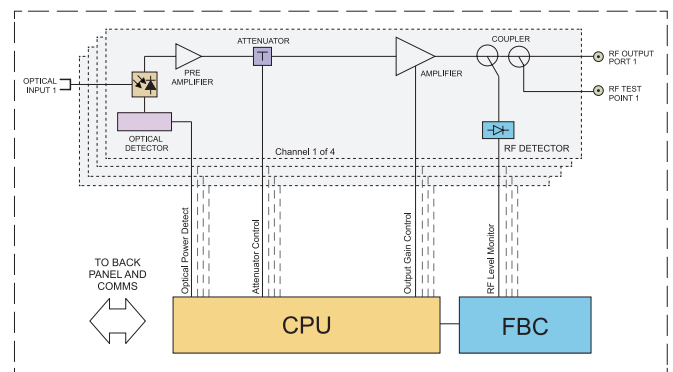 ATTENUATOR
COUPLER
OPTICAL
INPUT 1
PRE
AMPLIFIER
AMPLIFIER
RF OUTPUT
PORT 1
RF TEST
POINT 1
OPTICAL
DETECTOR
Channel 1 of 4
RF DETECTOR
Optical Power Detect
Attenuator Control
Output Gain Control
RF Level Monitor
TO BACK
PANEL AND
COMMS
CPU
FBC